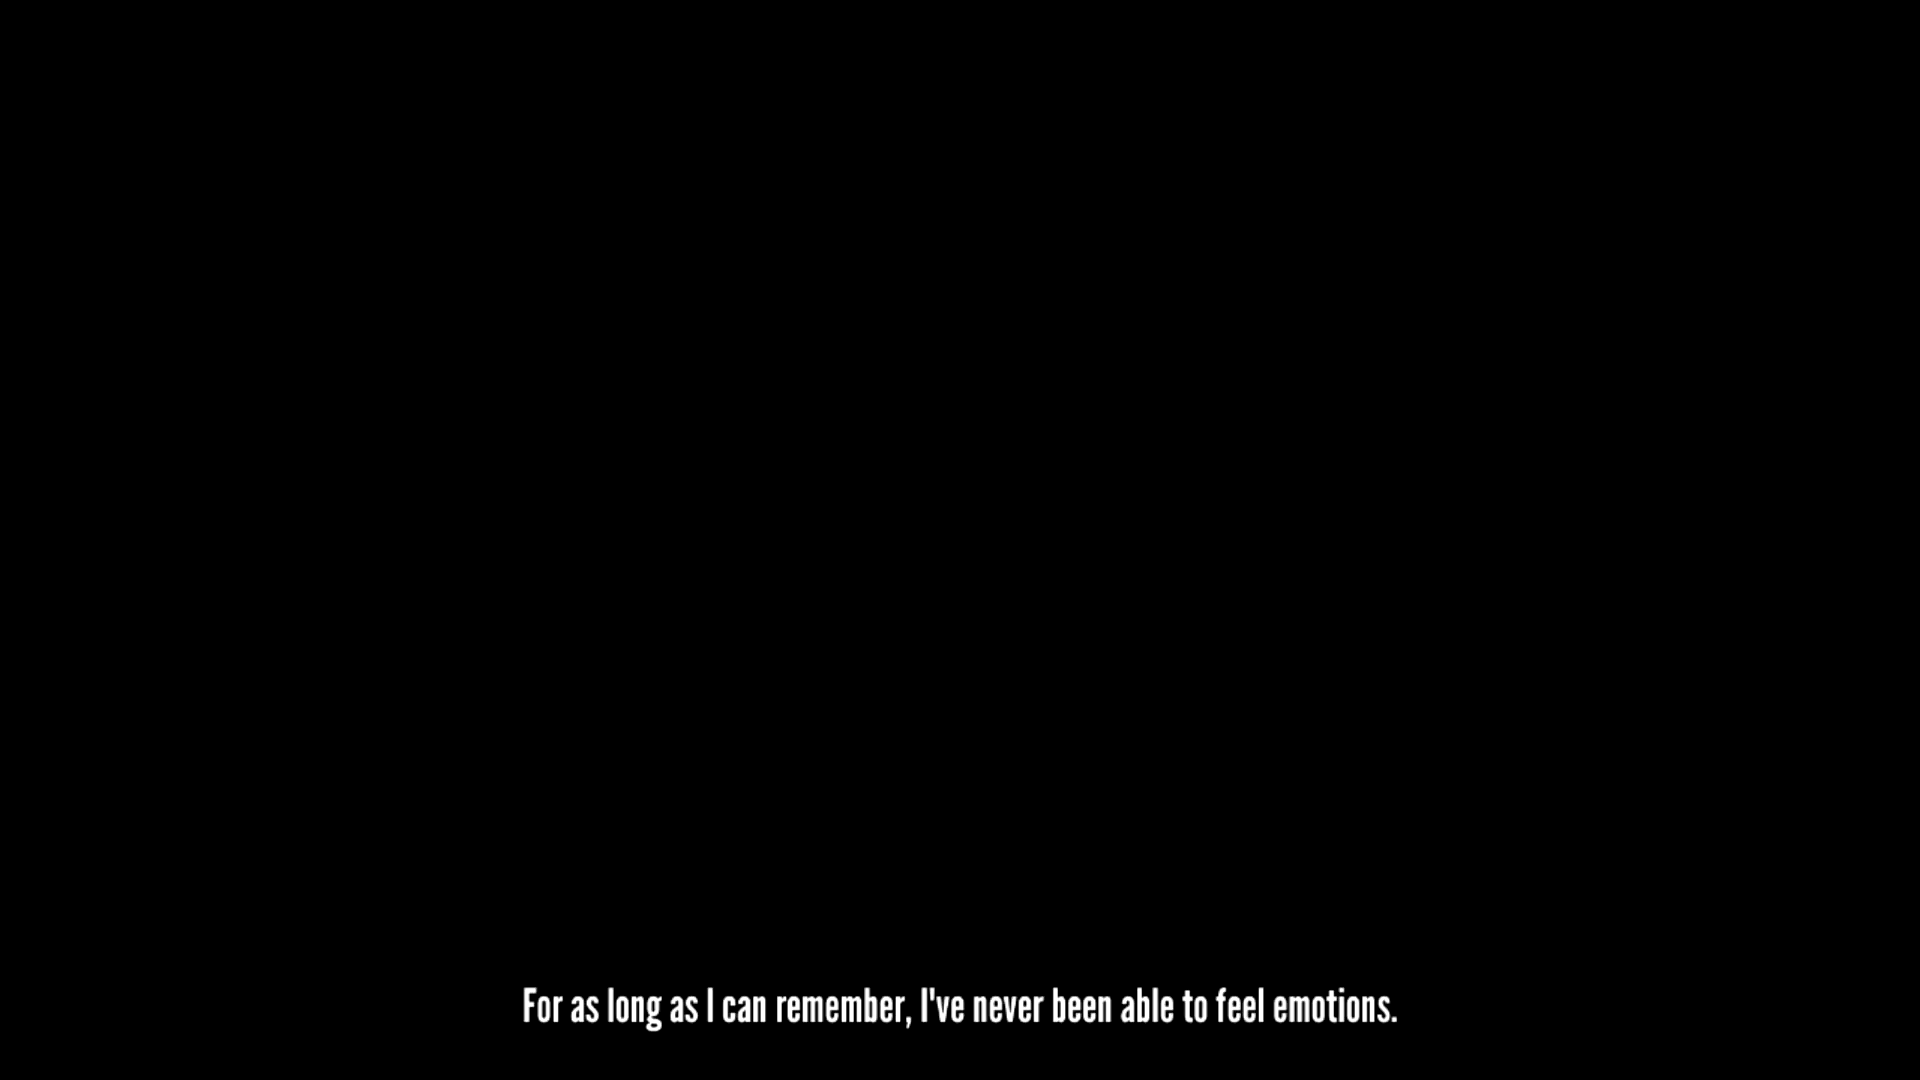 For as long as I can remember, I've never been able to feel emotions.